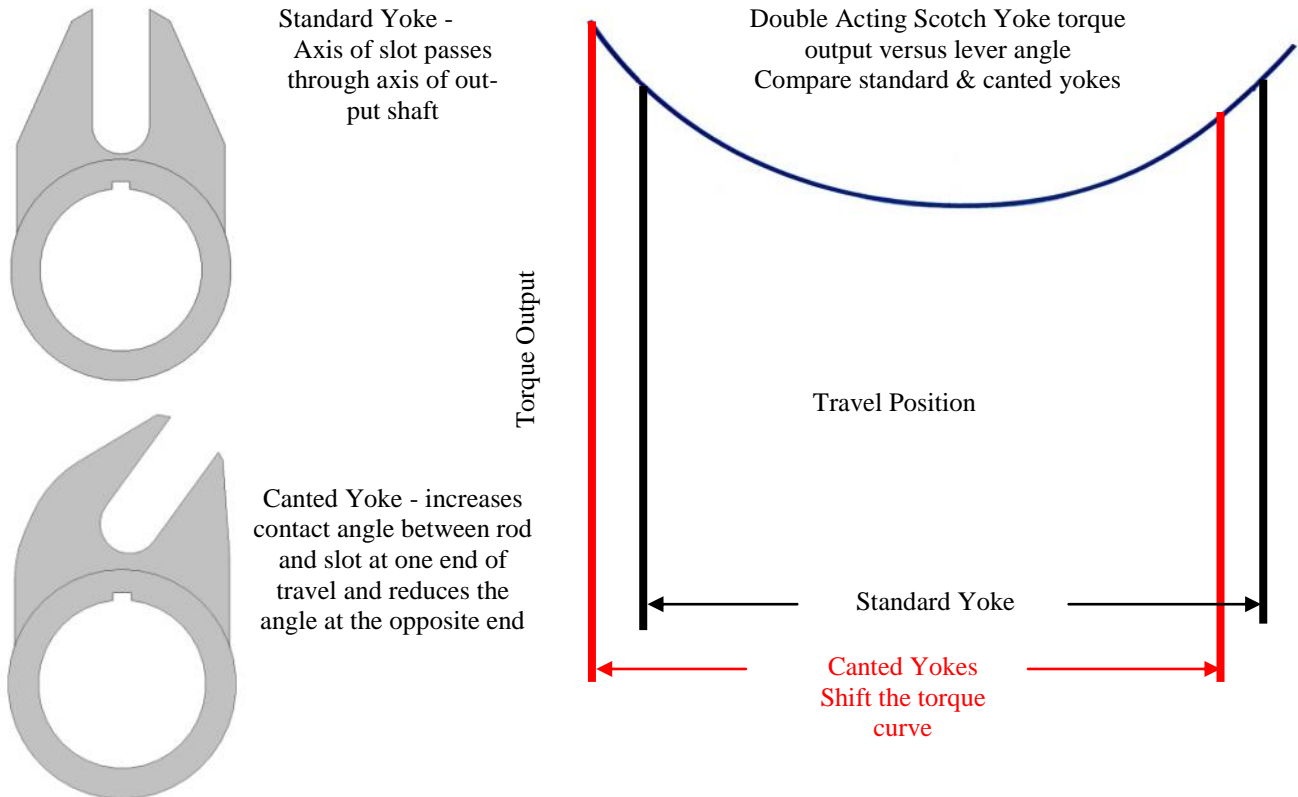 Standard Yoke -
Axis of slot passes
through axis of out-
put shaft
Canted Yoke - increases
contact angle between rod
and slot at one end of
travel and reduces the
angle at the opposite end
Double Acting Scotch Yoke torque
output versus lever angle
Compare standard & canted yokes
Torque Output
Travel Position
Standard Yoke
Canted Yokes
Shift the torque
curve